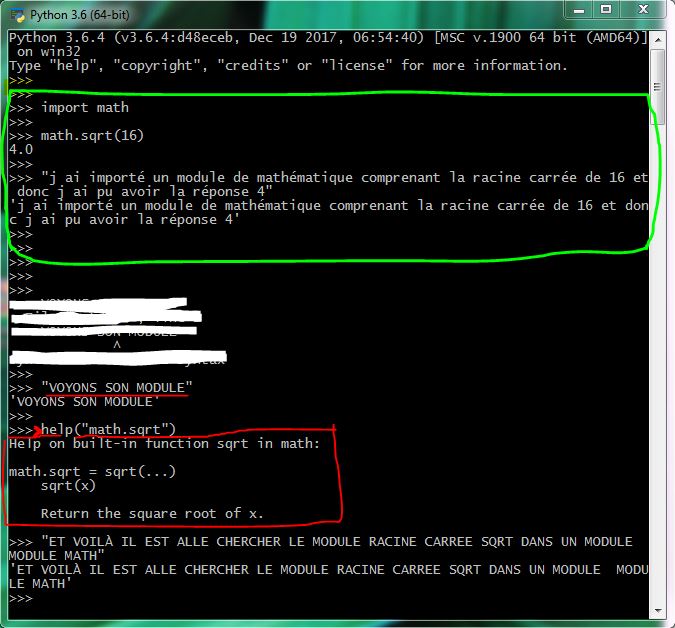 Python 3.6 (64-bit)
Python 3.6.4 (v3.6.4:d48eceb, Dec 19 2017, 06:54:40) [MSC v.1900 64 bit (AMD64)]
 on win32
Type "help", "copyright", "credits" or "license" for more information.
>>>
>>>
>>> import math
>>>
>>> math.sqrt(16)
4.0
>>>
>>> "j ai importé un module de mathématique comprenant la racine carrée de 16 et
 donc j ai pu avoir la réponse 4"
'j ai importé un module de mathématique comprenant la racine carrée de 16 et don
c j ai pu avoir la réponse 4'
>>>
>>>
>>>
>>>
^
>>>
>>> "VOYONS SON MODULE"
'VOYONS SON MODULE'
>>>
>>> help("math.sqrt")
Help on built-in function sqrt in math:
math.sqrt = sqrt(...)
    sqrt(x)
    Return the square root of x.
>>> "ET VOILÀ IL EST ALLE CHERCHER LE MODULE RACINE CARREE SQRT DANS UN MODULE
MODULE MATH"
'ET VOILÀ IL EST ALLE CHERCHER LE MODULE RACINE CARREE SQRT DANS UN MODULE  MODU
LE MATH'
>>>